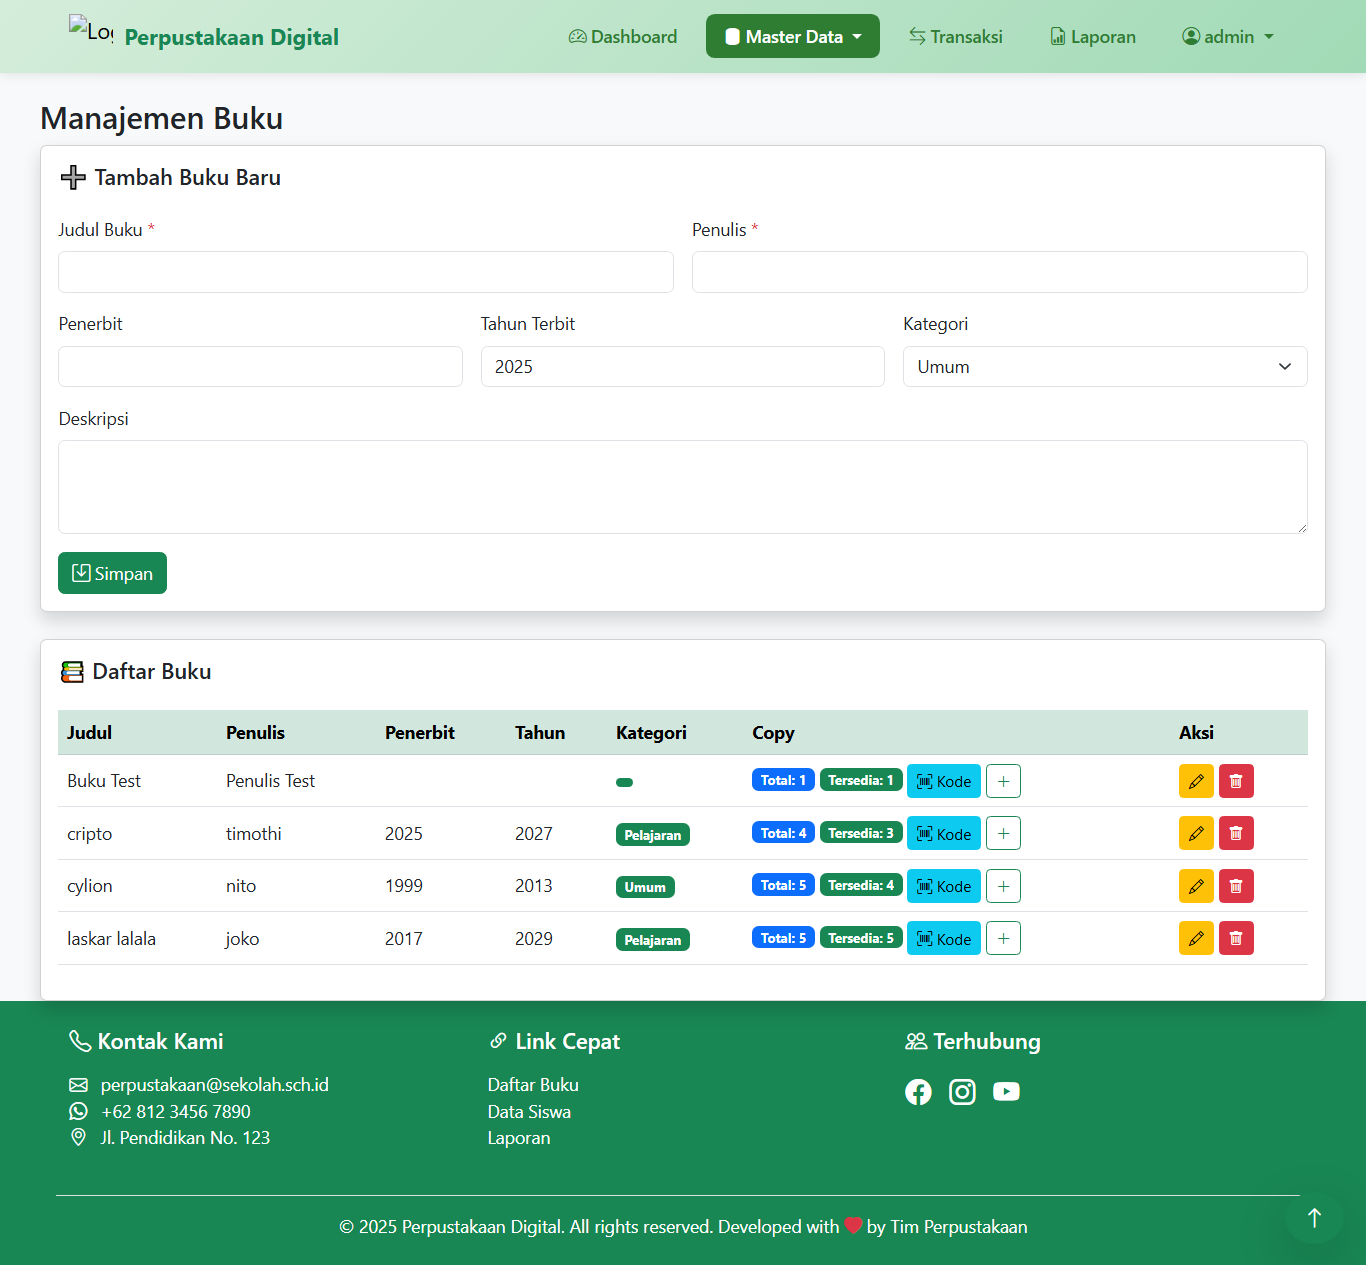 Log Perpustakaan Digital Dashboard Master Data Transaksi Laporan admin
Manajemen Buku
Tambah Buku Baru
Judul Buku * Penulis *
Penerbit Tahun Terbit Kategori
2025 Umum
Deskripsi
Simpan
Daftar Buku
Judul Penulis Penerbit Tahun Kategori Copy Aksi
Buku Test Penulis Test Total: 1 Tersedia: 1 Kode +
cripto timothi 2025 2027 Pelajaran Total: 4 Tersedia: 3 Kode +
cylion nito 1999 2013 Umum Total: 5 Tersedia: 4 Kode +
laskar lalala joko 2017 2029 Pelajaran Total: 5 Tersedia: 5 Kode +
Kontak Kami Link Cepat Terhubung
perpustakaan@sekolah.sch.id Daftar Buku
+62 812 3456 7890 Data Siswa
Jl. Pendidikan No. 123 Laporan
© 2025 Perpustakaan Digital. All rights reserved. Developed with ❤ by Tim Perpustakaan